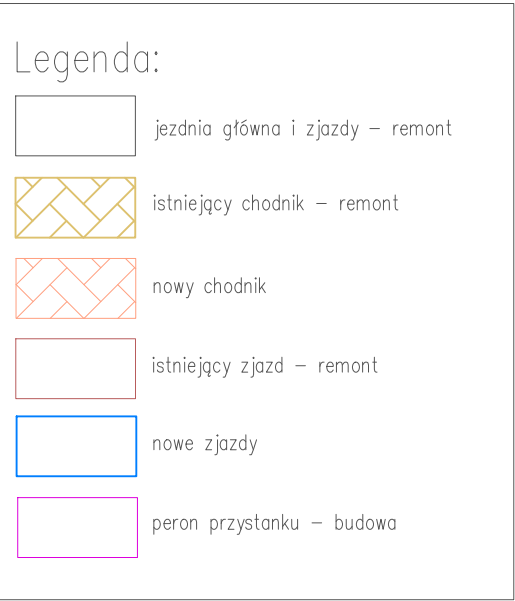 Legenda:
jezdnia główna i zjazdy – remont
istniejący chodnik – remont
nowy chodnik
istniejący zjazd – remont
nowe zjazdy
peron przystanku – budowa